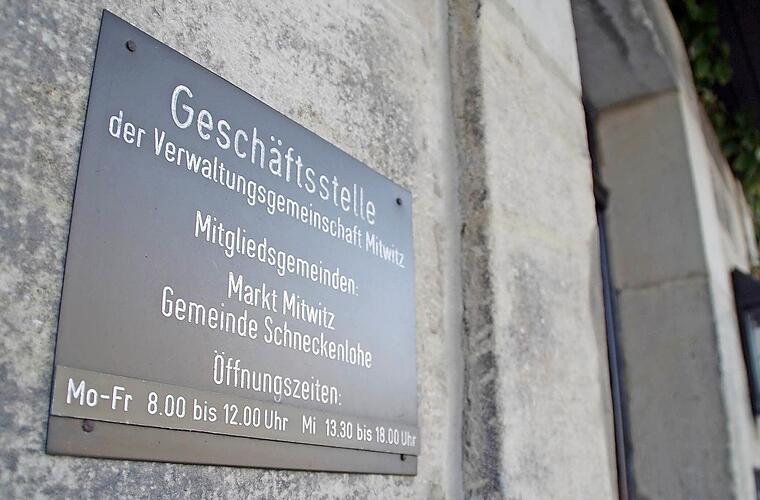 Geschäftsstelle
der Verwaltungsgemeinschaft Mitwitz
Mitgliedsgemeinden:
Markt Mitwitz
Gemeinde Schneckenlohe
Öffnungszeiten:
Mo-Fr 8.00 bis 12.00 Uhr Mi 13.30 bis 18.00 Uhr